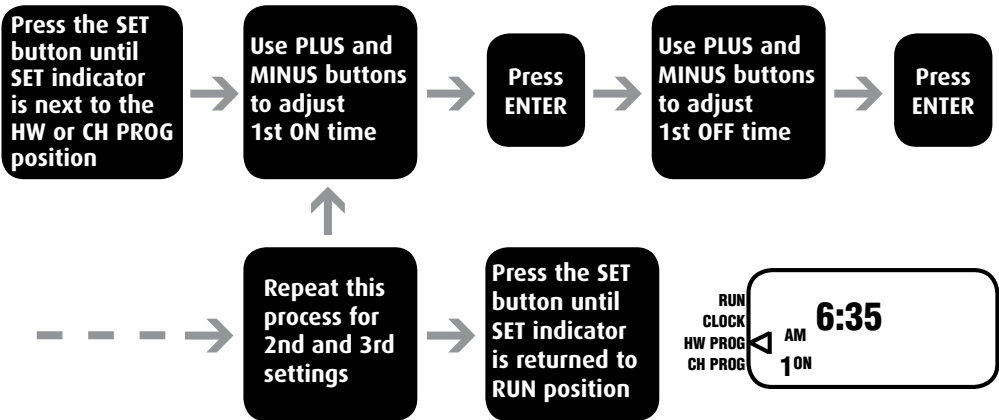 Press the SET
button until
SET indicator
is next to the
HW or CH PROG
position
Use PLUS and
MINUS buttons
to adjust
1st ON time
Press
ENTER
Use PLUS and
MINUS buttons
to adjust
1st OFF time
Press
ENTER
Repeat this
process for
2nd and 3rd
settings
Press the SET
button until
SET indicator
is returned to
RUN position
RUN
CLOCK
HW PROG
CH PROG
AM 6:35
1 ON